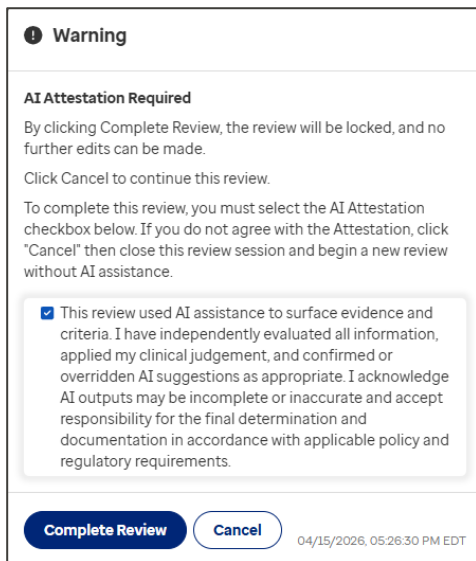 Warning
AI Attestation Required
By clicking Complete Review, the review will be locked, and no
further edits can be made.
Click Cancel to continue this review.
To complete this review, you must select the AI Attestation
checkbox below. If you do not agree with the Attestation, click
"Cancel" then close this review session and begin a new review
without AI assistance.
This review used AI assistance to surface evidence and
criteria. I have independently evaluated all information,
applied my clinical judgement, and confirmed or
overridden AI suggestions as appropriate. I acknowledge
AI outputs may be incomplete or inaccurate and accept
responsibility for the final determination and
documentation in accordance with applicable policy and
regulatory requirements.
Complete Review Cancel 04/15/2026, 05:26:30 PM EDT